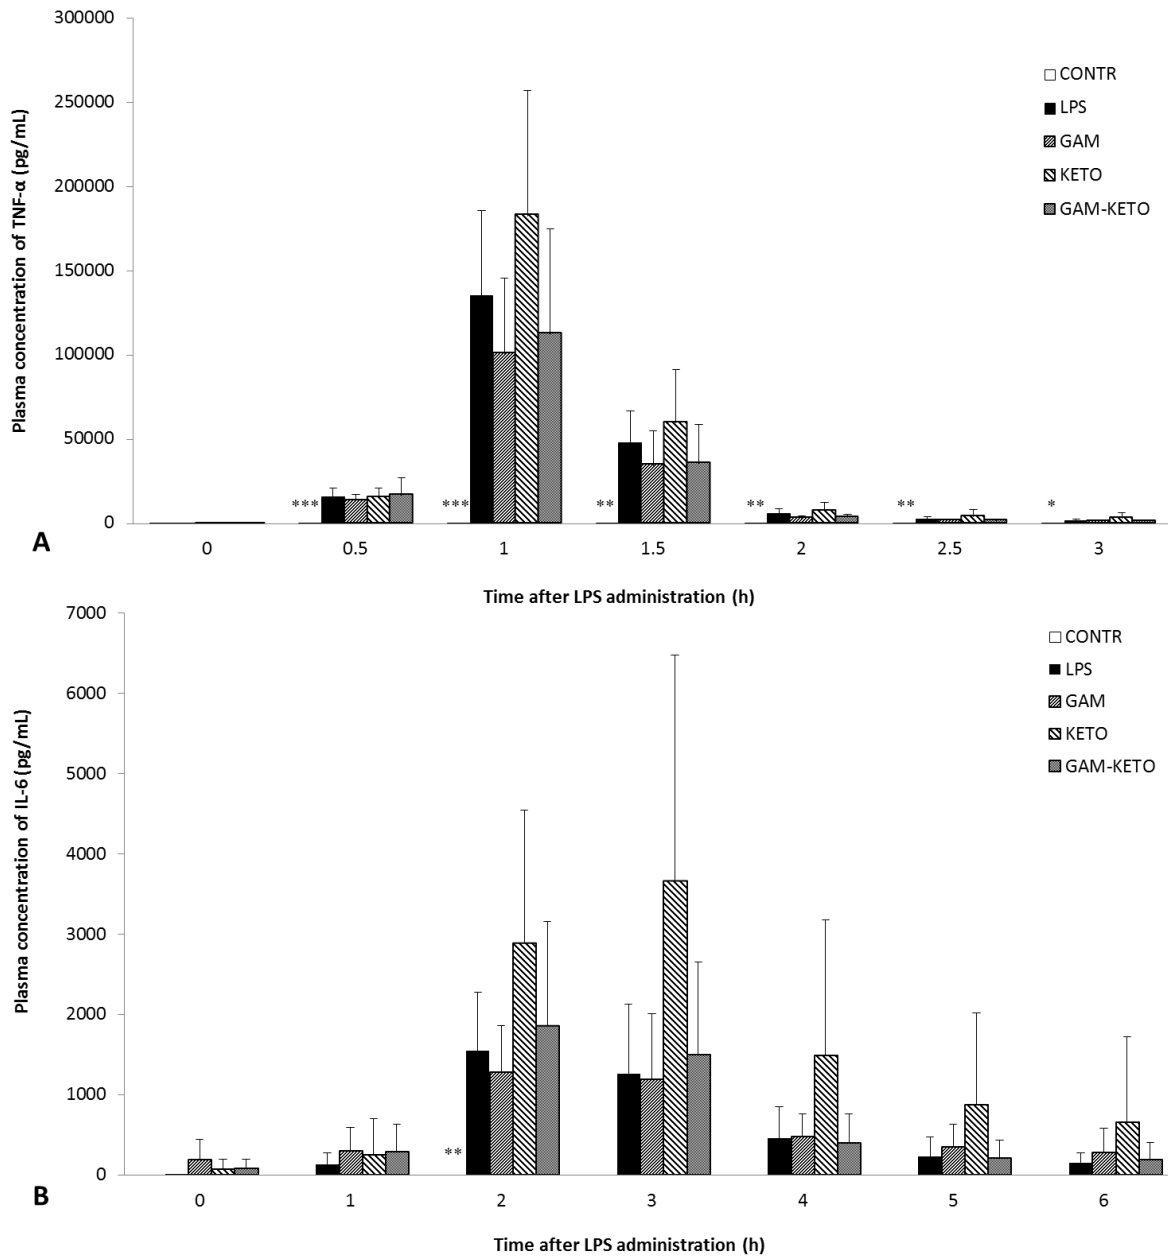 300000
250000
200000
150000
100000
50000
0
Plasma concentration of TNF-α (pg/mL)
CONTR
LPS
GAM
KETO
GAM-KETO
*** *** ** ** ** *
A
0 0.5 1 1.5 2 2.5 3
Time after LPS administration (h)
7000
6000
5000
4000
3000
2000
1000
0
Plasma concentration of IL-6 (pg/mL)
CONTR
LPS
GAM
KETO
GAM-KETO
**
B
0 1 2 3 4 5 6
Time after LPS administration (h)